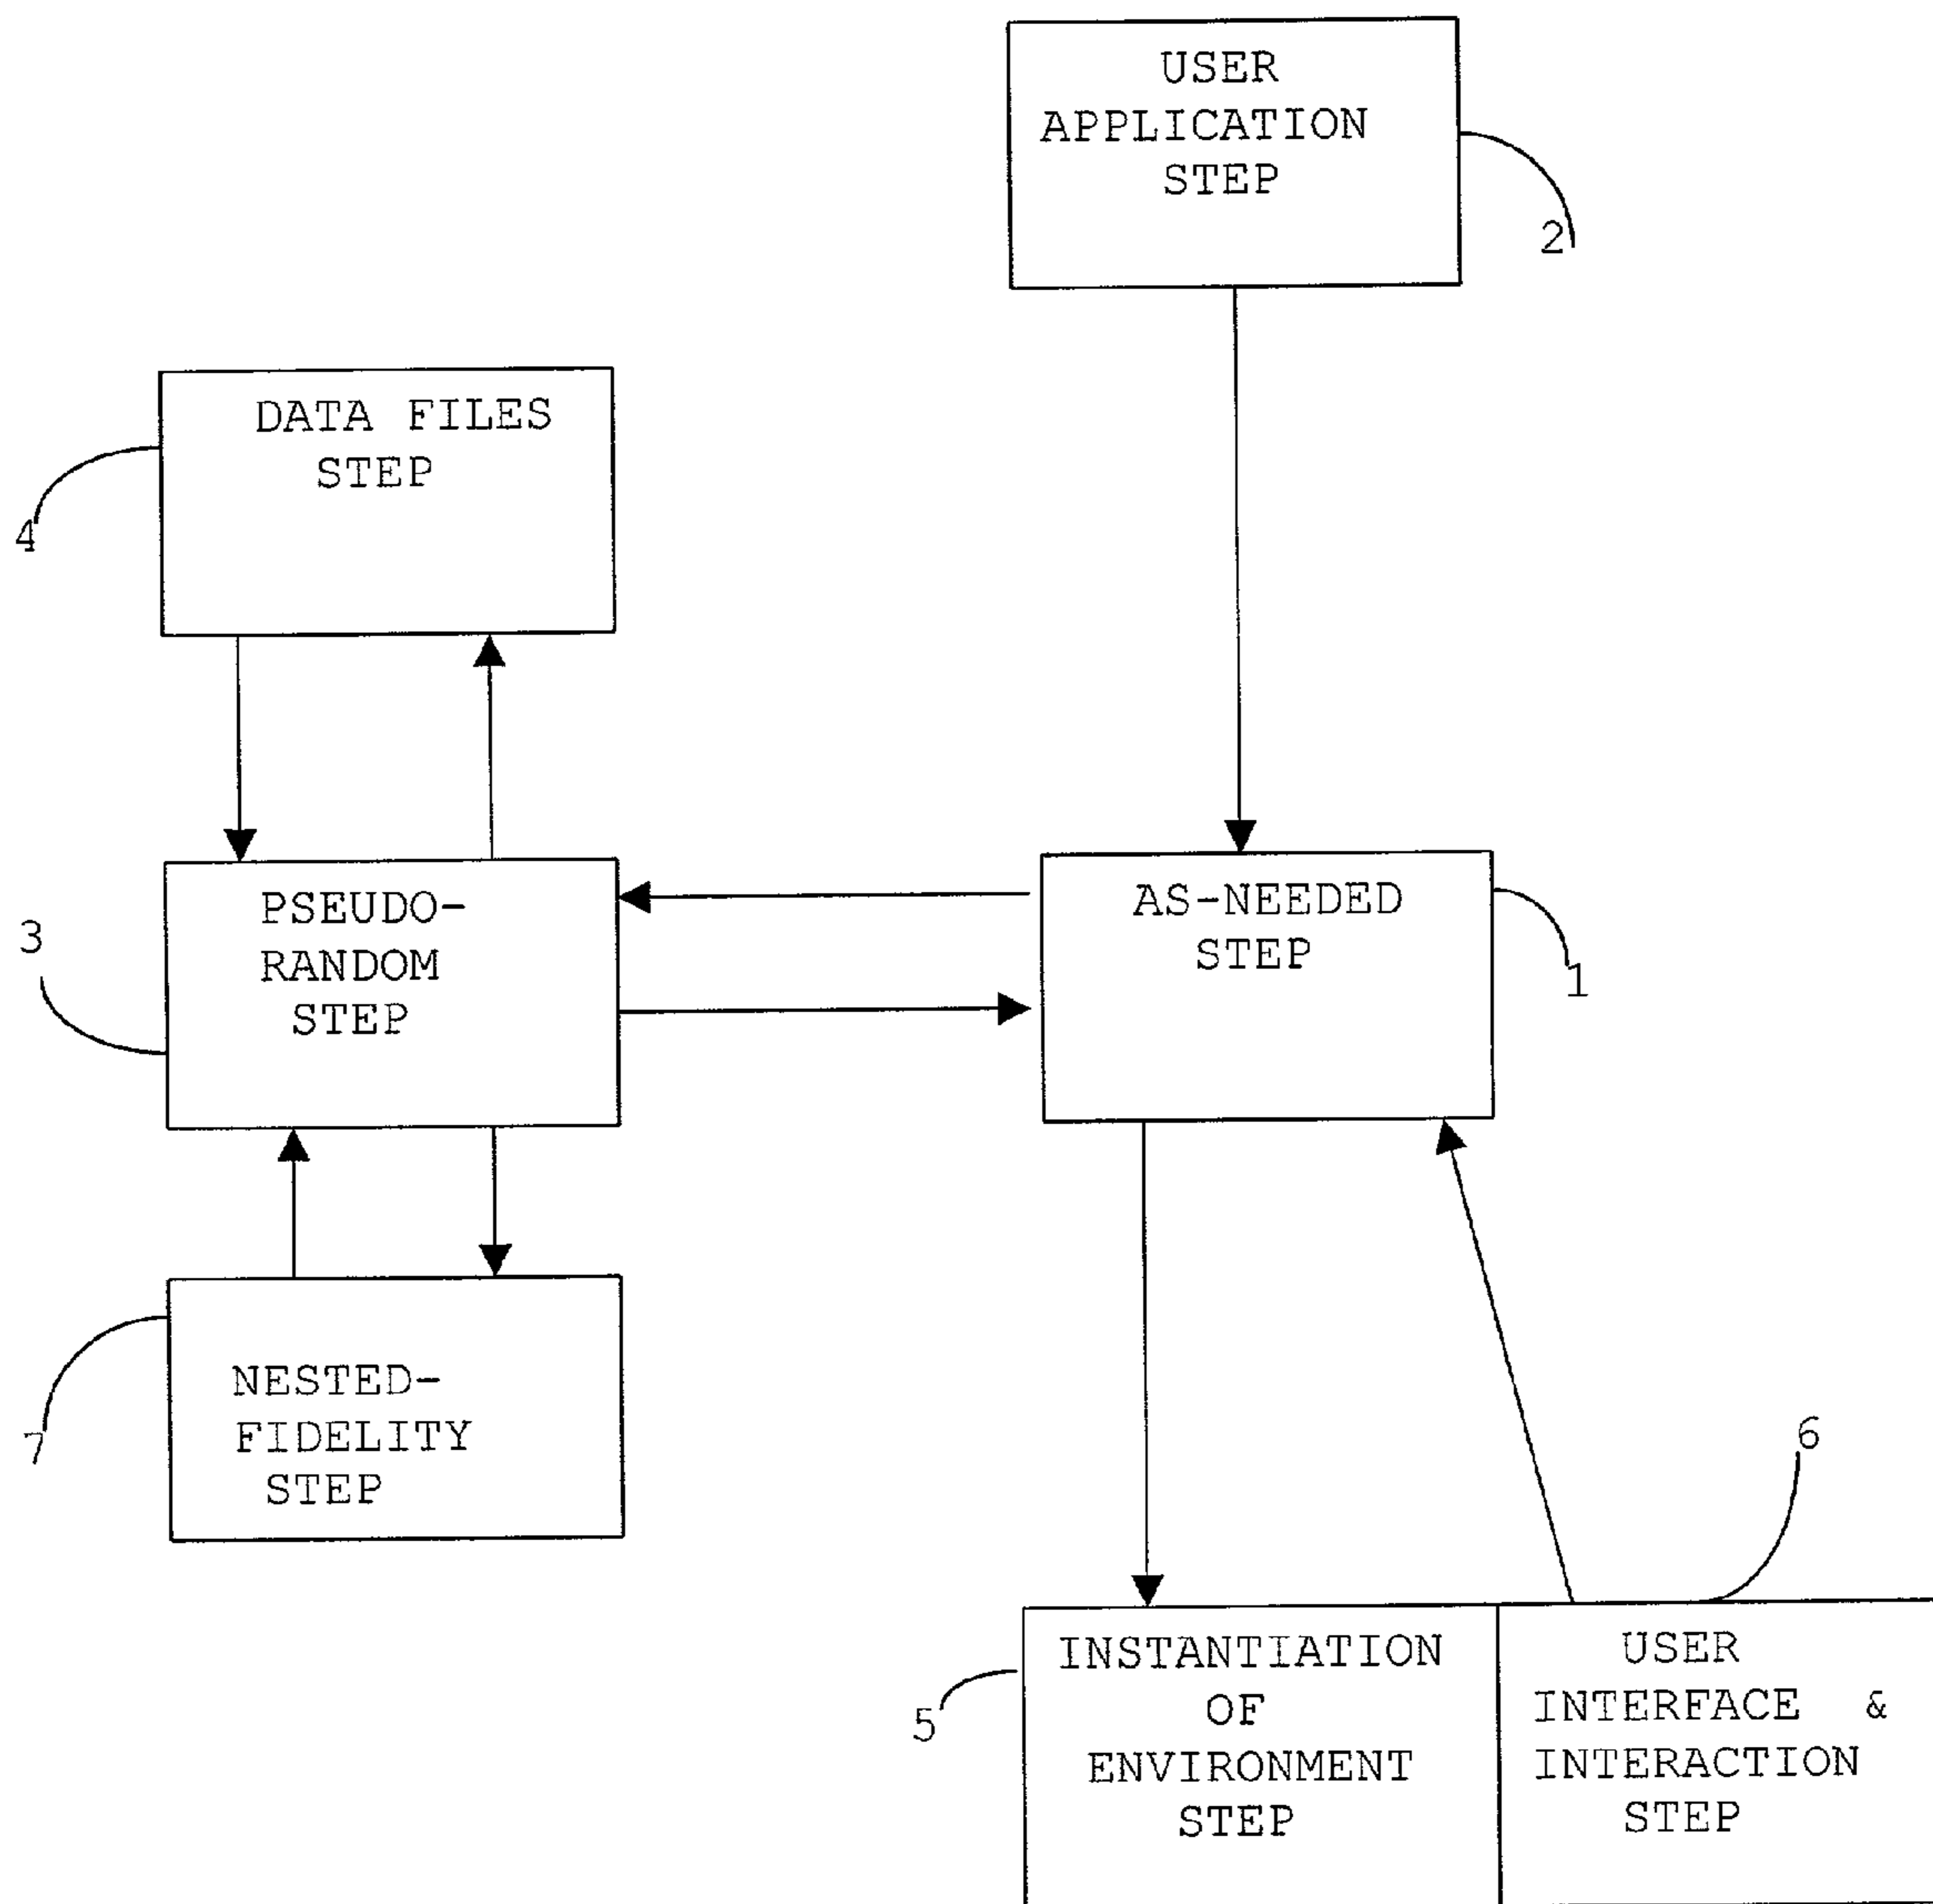 USER
APPLICATION
STEP
2
DATA FILES
STEP
4
PSEUDO-
RANDOM
STEP
3
AS-NEEDED
STEP
1
NESTED-
FIDELITY
STEP
7
6
INSTANTIATION
OF
ENVIRONMENT
STEP
5
USER
INTERFACE &
INTERACTION
STEP